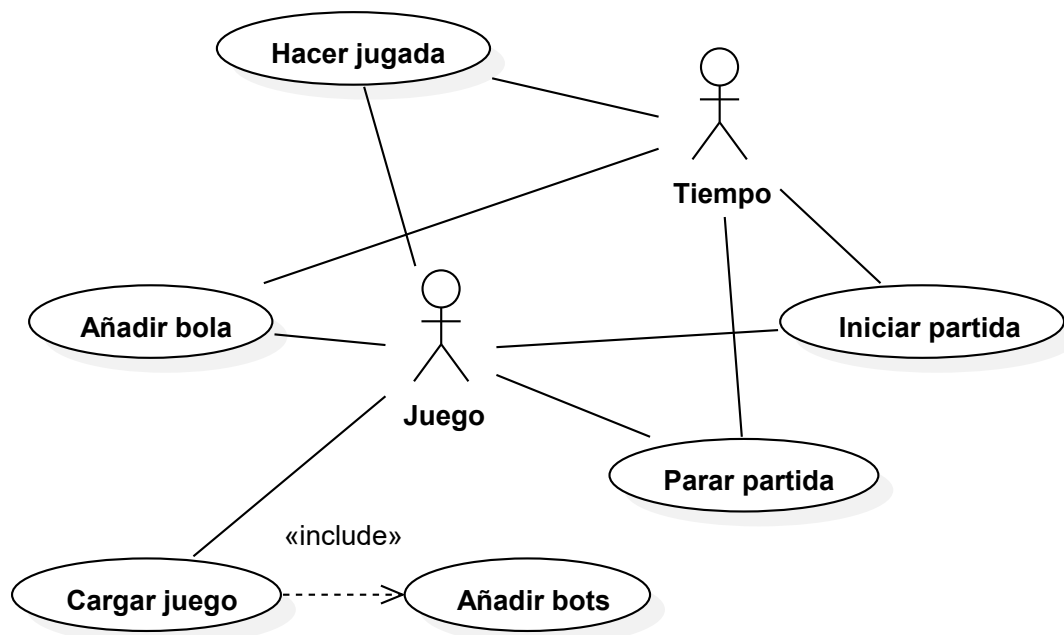 Hacer jugada
Tiempo
Añadir bola
Iniciar partida
Juego
Parar partida
«include»
Cargar juego
Añadir bots